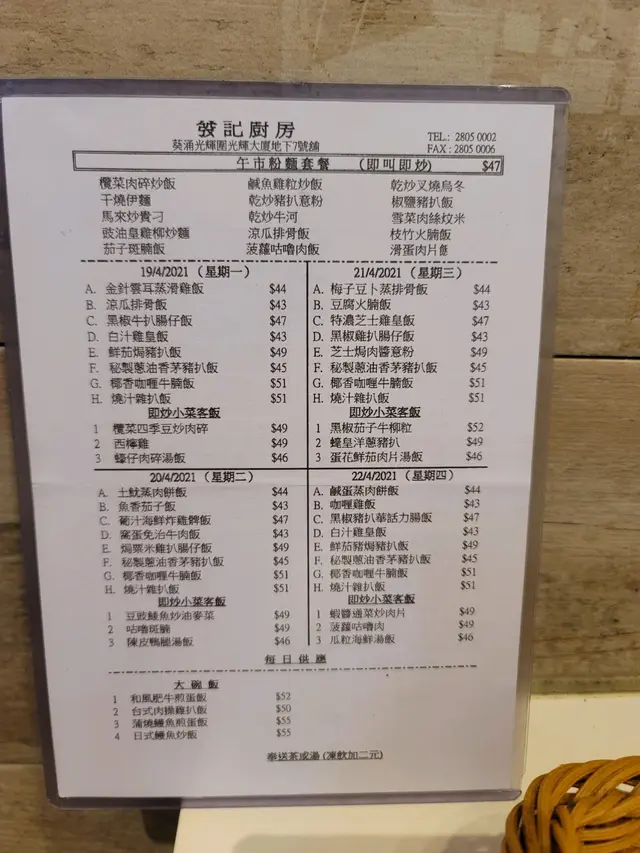 發記廚房
葵涌光輝圍光輝大廈地下7號舖
TEL.: 2805 0002
FAX : 2805 0006
午市粉麵套餐 (即叫即炒) $47
欖菜肉碎炒飯 鹹魚雞粒炒飯 乾炒叉燒烏冬
干燒伊麵 乾炒豬扒意粉 椒鹽豬扒飯
馬來炒貴刁 乾炒牛河 雪菜肉絲炆米
豉油皇雞柳炒麵 涼瓜排骨飯 枝竹火腩飯
茄子斑腩飯 菠蘿咕嚕肉飯 滑蛋肉片飯
19/4/2021 (星期一)
A. 金針雲耳蒸滑雞飯 $44
B. 涼瓜排骨飯 $43
C. 黑椒牛扒腸仔飯 $47
D. 白汁雞皇飯 $43
E. 鮮茄焗豬扒飯 $49
F. 秘製蔥油香茅豬扒飯 $45
G. 椰香咖喱牛腩飯 $51
H. 燒汁雜扒飯 $51
即炒小菜客飯
1 欖菜四季豆炒肉碎 $49
2 西檸雞 $49
3 蠔仔肉碎湯飯 $46
21/4/2021 (星期三)
A. 梅子豆卜蒸排骨飯 $44
B. 豆腐火腩飯 $43
C. 特濃芝士雞皇飯 $47
D. 黑椒雞扒腸仔飯 $43
E. 芝士焗肉醬意粉 $49
F. 秘製蔥油香茅豬扒飯 $45
G. 椰香咖喱牛腩飯 $51
H. 燒汁雜扒飯 $51
即炒小菜客飯
1 黑椒茄子牛柳粒 $52
2 蠔皇洋蔥豬扒 $49
3 蛋花鮮茄肉片湯飯 $46
20/4/2021 (星期二)
A. 土魷蒸肉餅飯 $44
B. 魚香茄子飯 $43
C. 葡汁海鮮炸雞髀飯 $47
D. 窩蛋免治牛肉飯 $43
E. 焗粟米雞扒腸仔飯 $49
F. 秘製蔥油香茅豬扒飯 $45
G. 椰香咖喱牛腩飯 $51
H. 燒汁雜扒飯 $51
即炒小菜客飯
1 豆豉鯪魚炒油麥菜 $49
2 咕嚕斑腩 $49
3 陳皮鴨腿湯飯 $46
22/4/2021 (星期四)
A. 鹹蛋蒸肉餅飯 $44
B. 咖喱雞飯 $43
C. 黑椒豬扒華話力腸飯 $47
D. 白汁雞皇飯 $43
E. 鮮茄豬焗豬扒飯 $49
F. 秘製蔥油香茅豬扒飯 $45
G. 椰香咖喱牛腩飯 $51
H. 燒汁雜扒飯 $51
即炒小菜客飯
1 蝦醬通菜炒肉片 $49
2 菠蘿咕嚕肉 $49
3 瓜粒海鮮湯飯 $46
每日供應
大碗飯
1 和風肥牛煎蛋飯 $52
2 台式肉燥雞扒飯 $50
3 蒲燒鰻魚煎蛋飯 $55
4 日式鰻魚炒飯 $55
奉送茶或湯 (凍飲加二元)